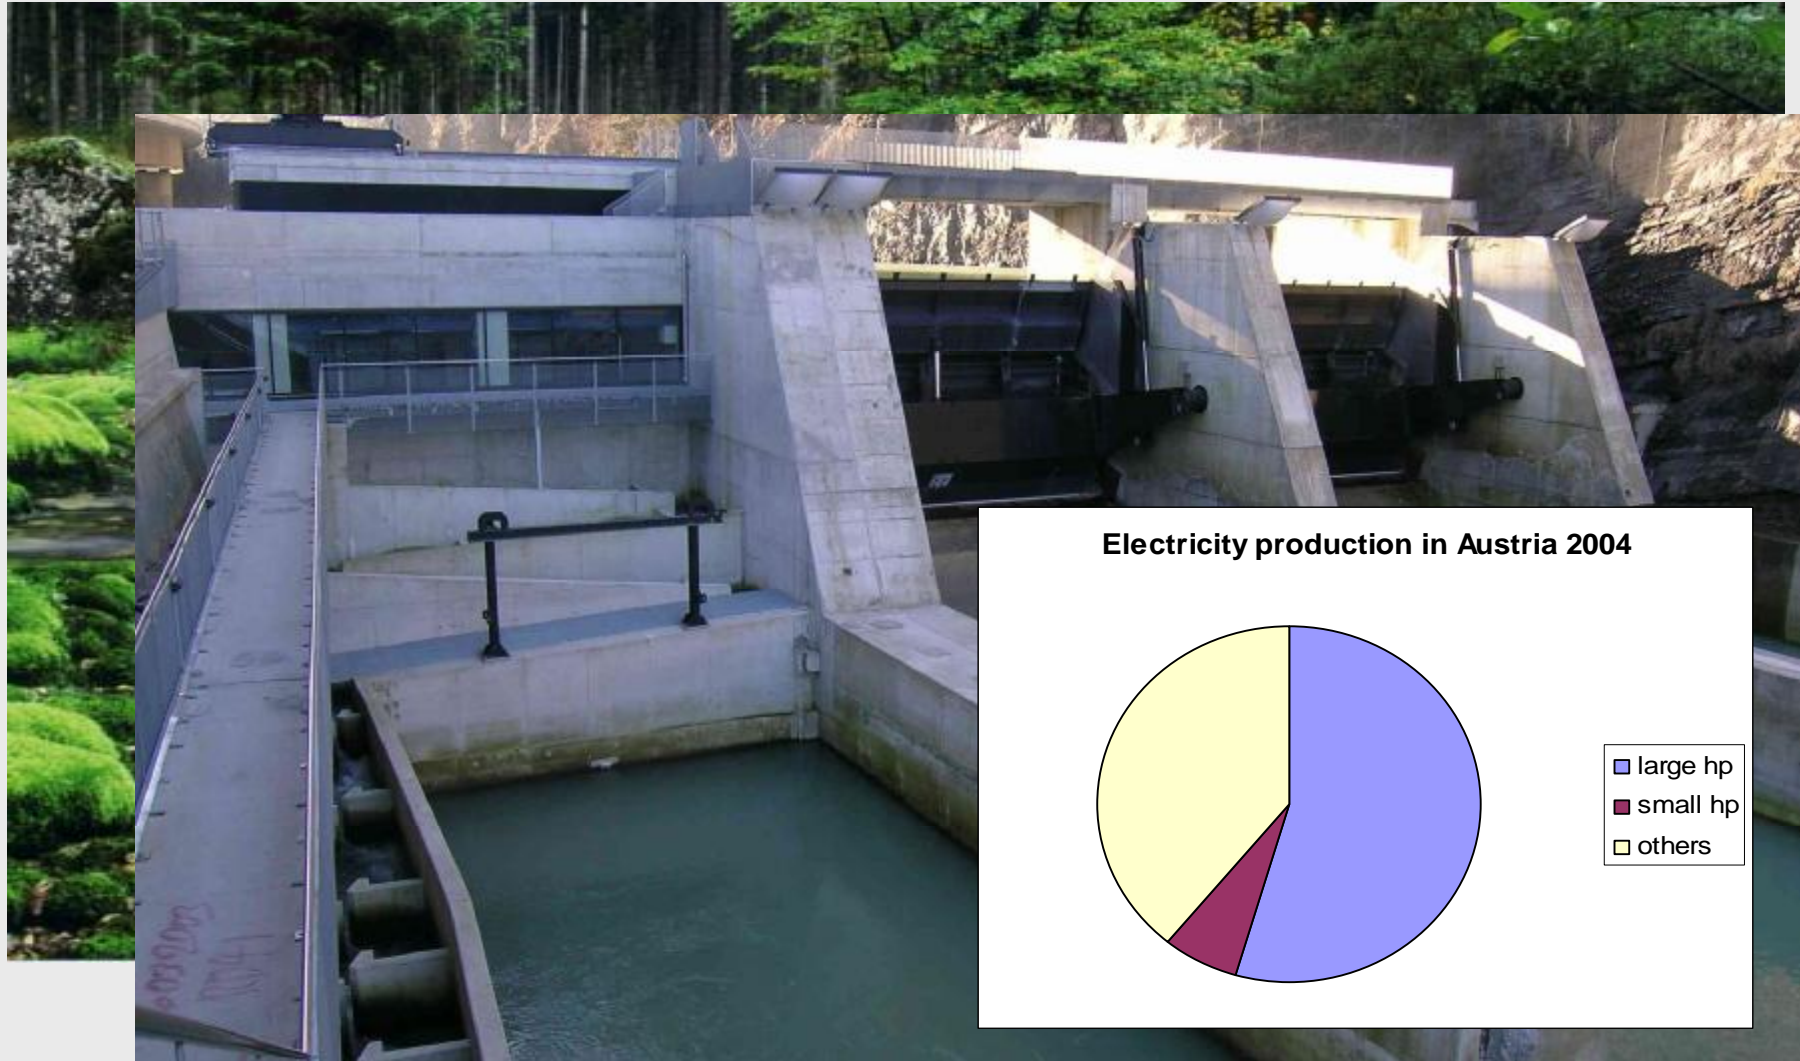 Electricity production in Austria 2004
large hp
small hp
others